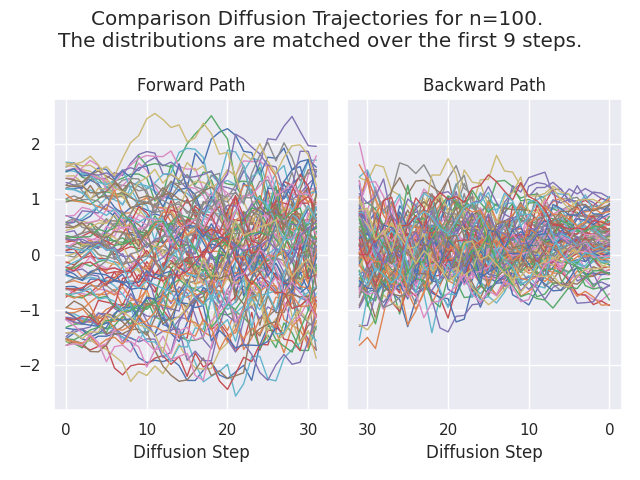 Comparison Diffusion Trajectories for n=100.
The distributions are matched over the first 9 steps.
Forward Path
Backward Path
2
1
0
−1
−2
0 10 20 30
30 20 10 0
Diffusion Step
Diffusion Step